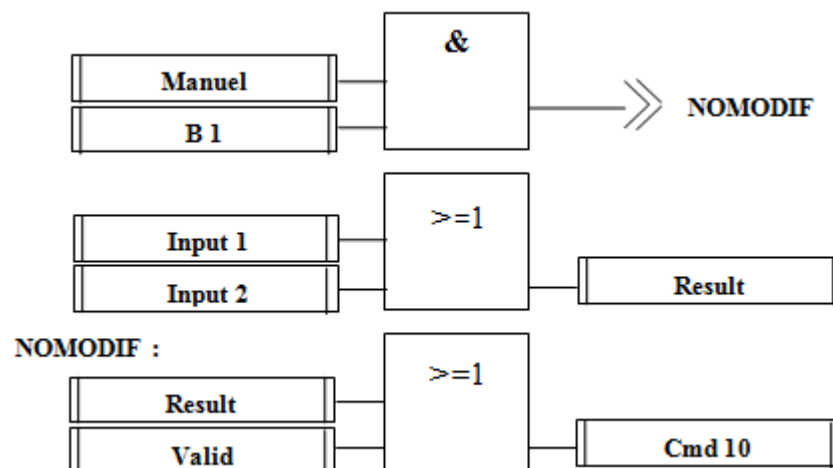 &
Manuel
B 1
NOMODIF
>=1
Input 1
Input 2
Result
NOMODIF :
>=1
Result
Valid
Cmd 10